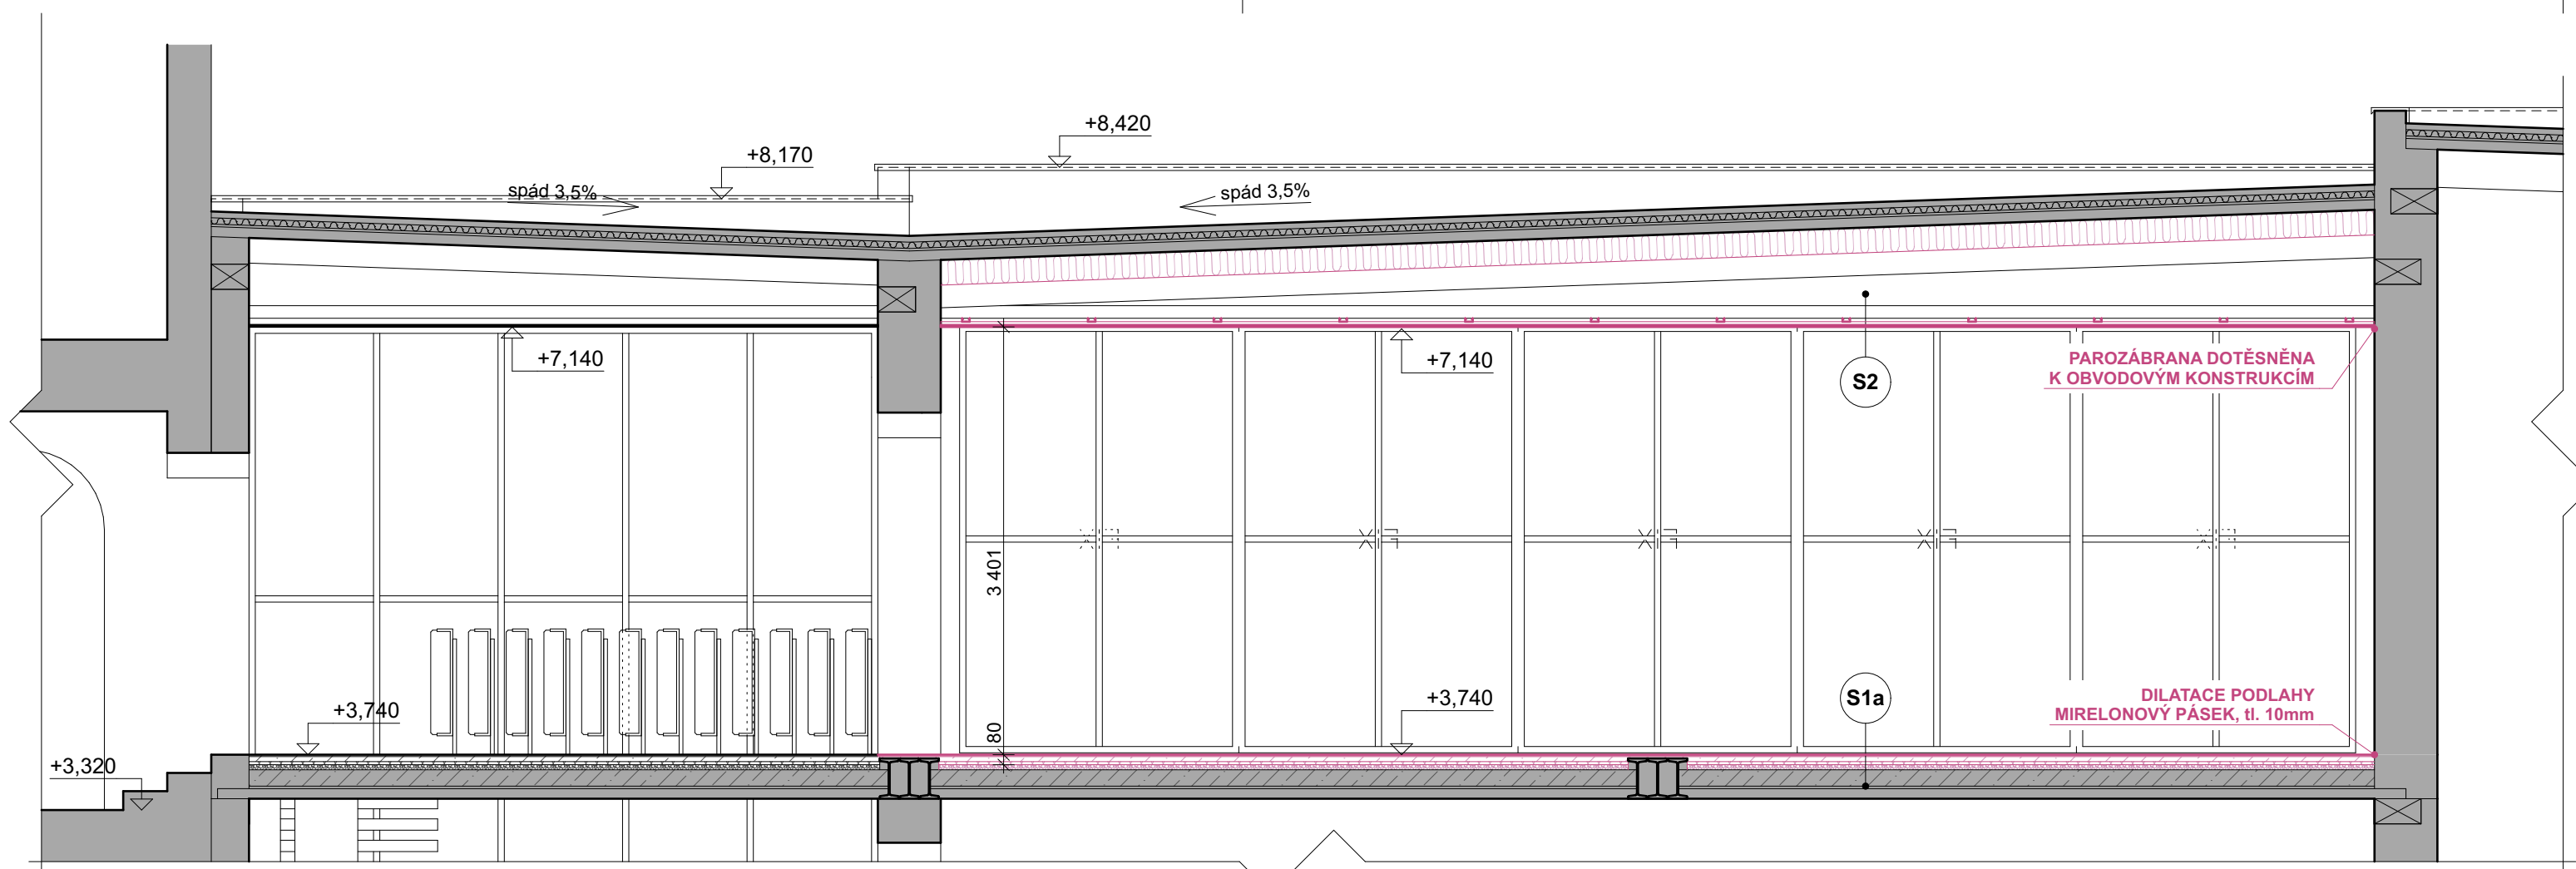 +8,420
+8,170
spád 3,5%
spád 3,5%
+7,140
+7,140
PAROZÁBRANA DOTĚSNĚNA
K OBVODOVÝM KONSTRUKCÍM
S2
3 401
+3,740
+3,740
S1a
DILATACE PODLAHY
MIRELONOVÝ PÁSEK, tl. 10mm
80
+3,320